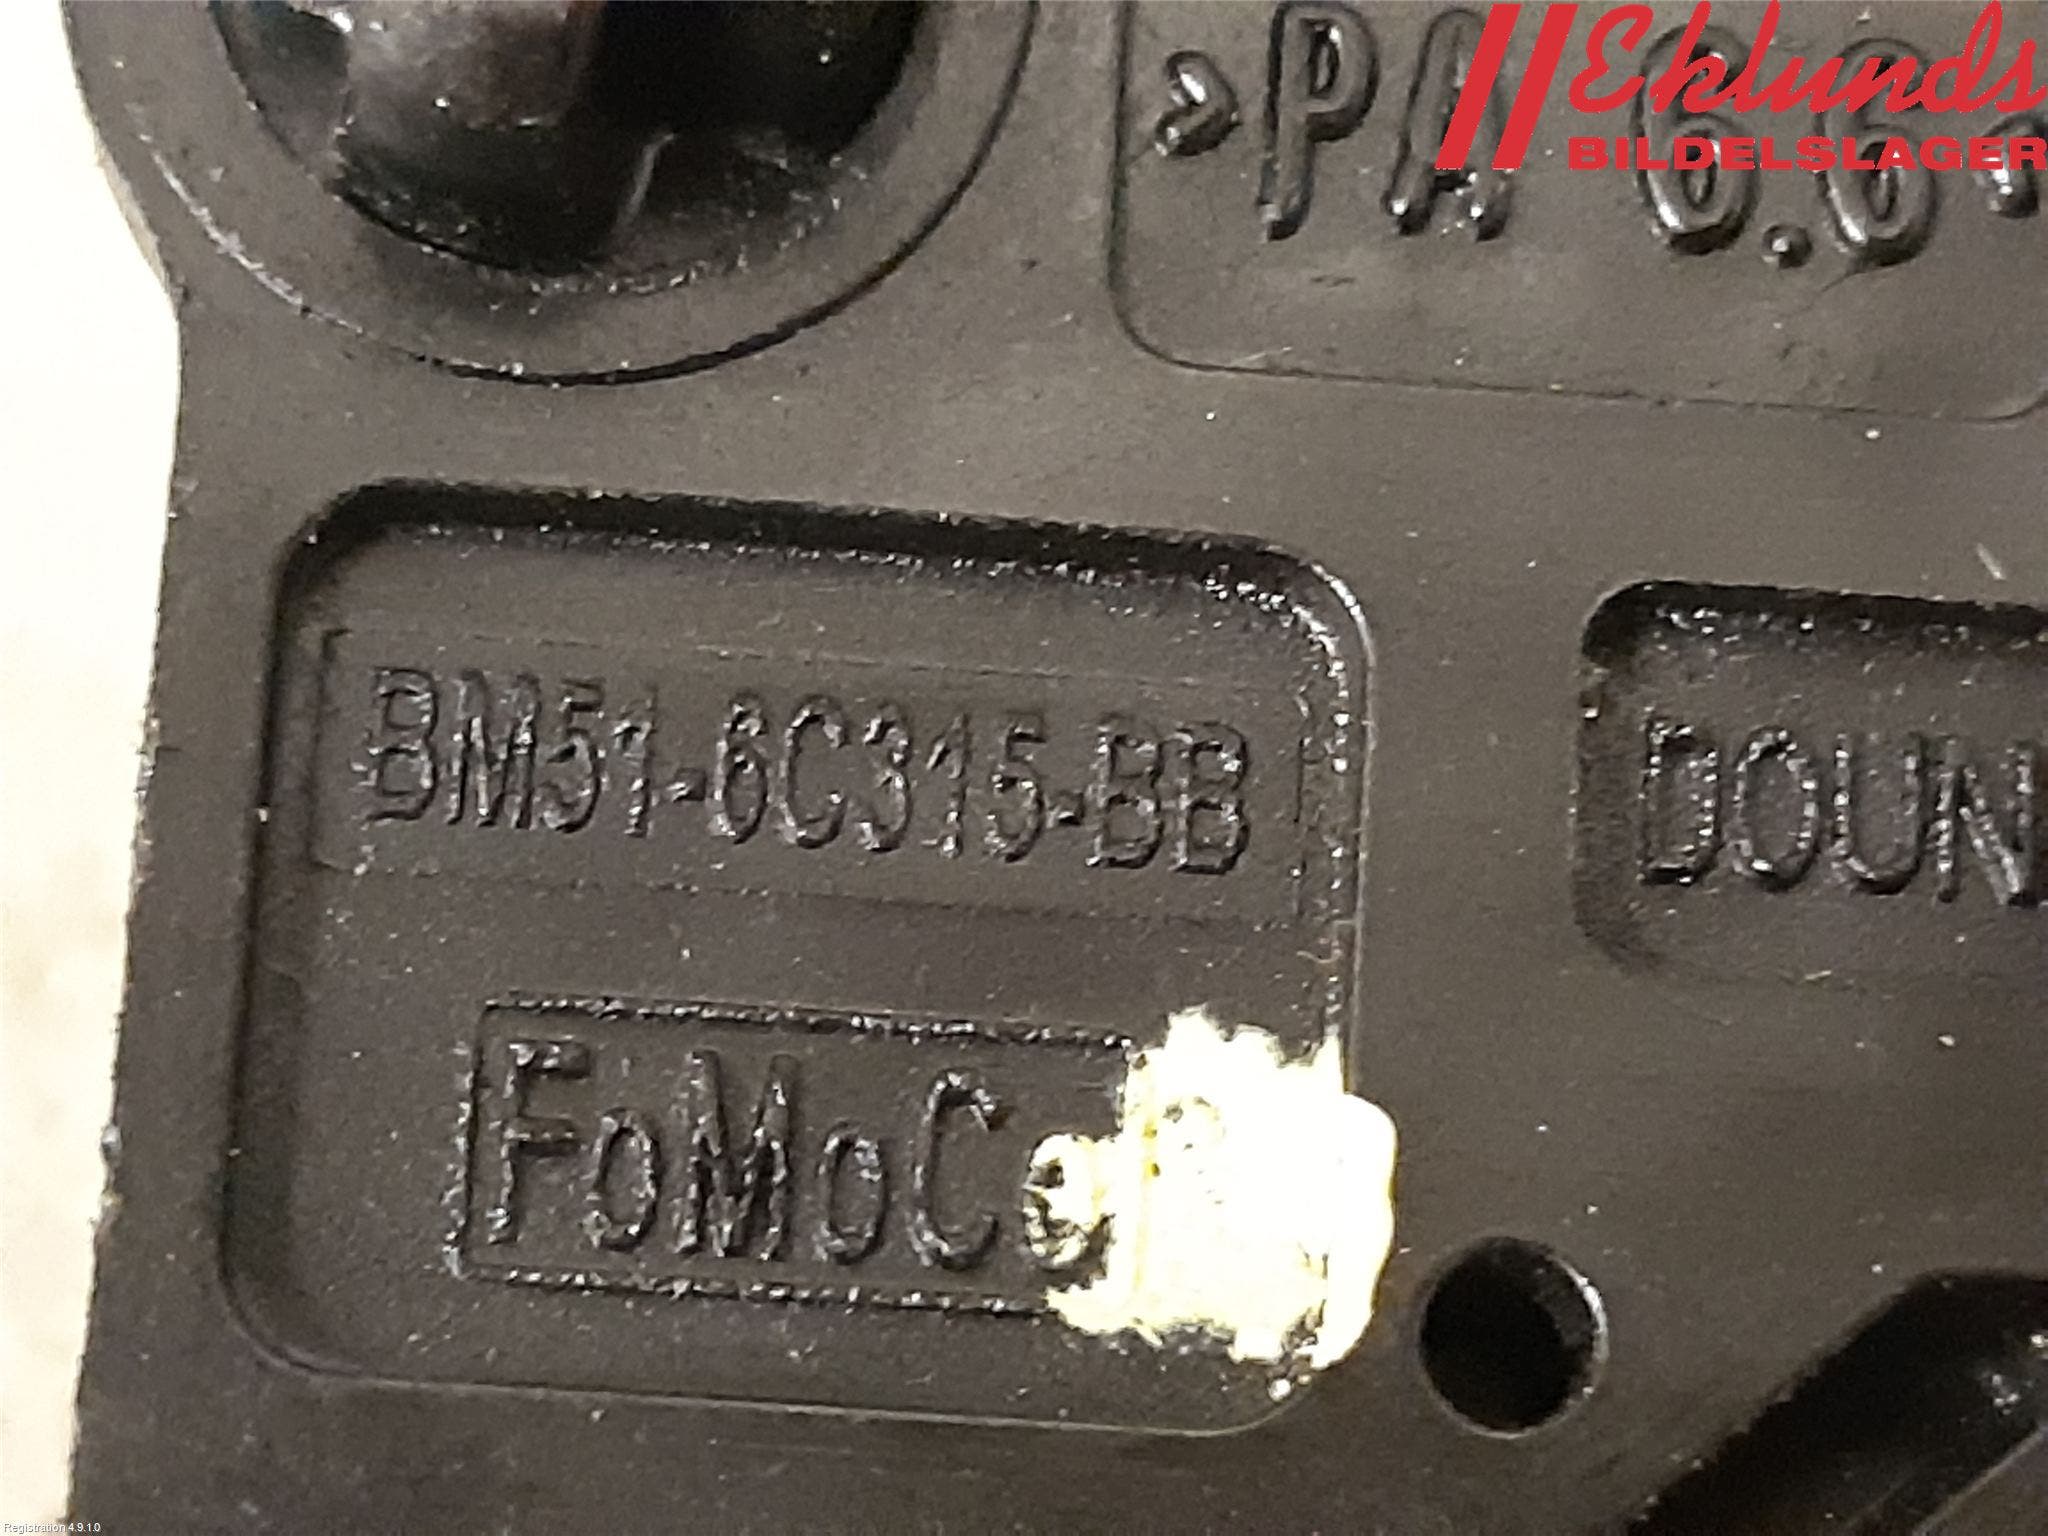 >PA 6.6<
Eklunds
BILDELSLAGER
BM51-6C315-BB
DOUN
FoMoCo
Registration 4.9.1.0